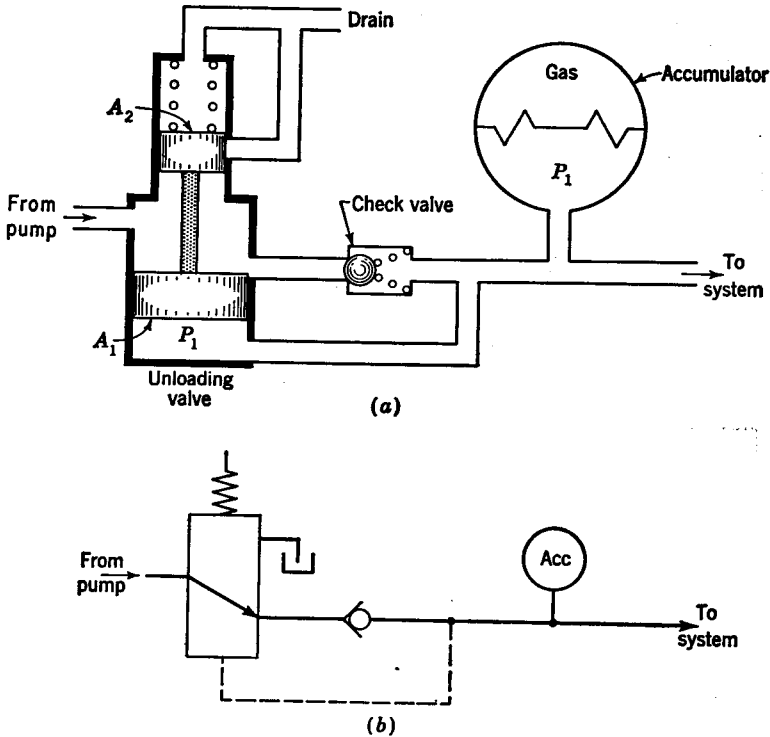 Drain
Gas
Accumulator
A₂
P₁
From
pump
Check valve
To
system
A₁
P₁
Unloading
valve
(a)
From
pump
Acc
To
system
(b)